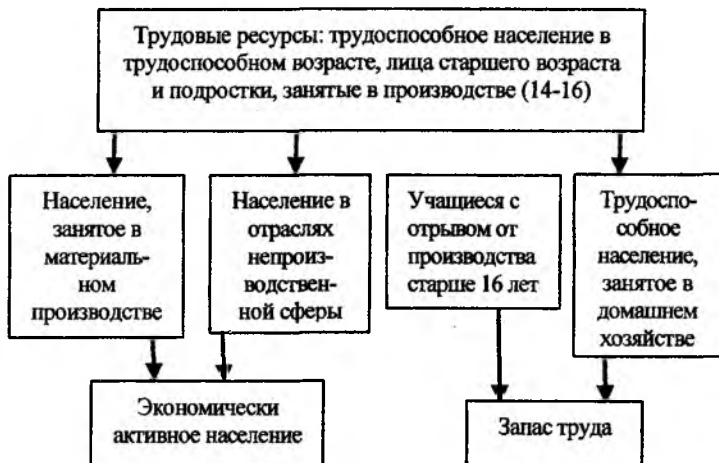 Трудовые ресурсы: трудоспособное население в
трудоспособном возрасте, лица старшего возраста
и подростки, занятые в производстве (14-16)
Население,
занятое в
материаль-
ном
производстве
Население в
отраслях
непроиз-
водствен-
ной сферы
Учащиеся с
отрывом от
производства
старше 16 лет
Трудоспо-
собное
население,
занятое в
домашнем
хозяйстве
Экономически
активное население
Запас труда